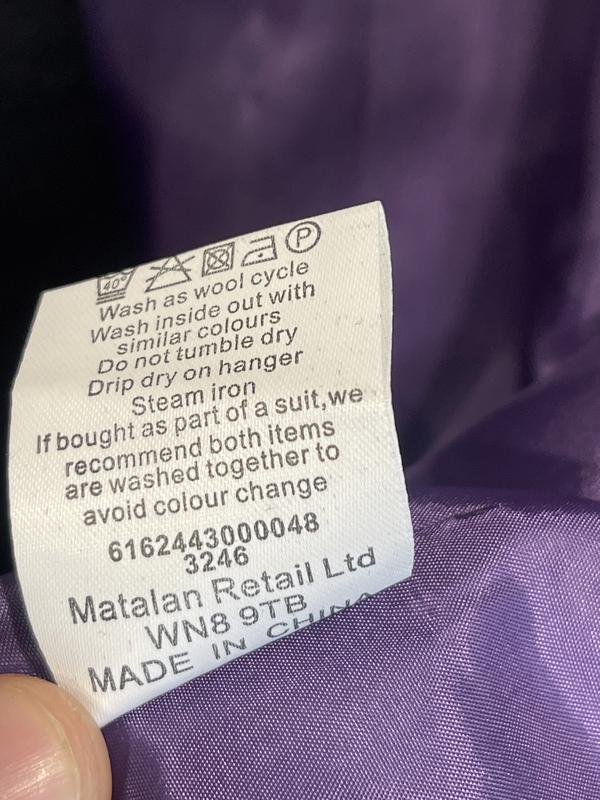 40° P
Wash as wool cycle
Wash inside out with
similar colours
Do not tumble dry
Drip dry on hanger
Steam iron
If bought as part of a suit,we
recommend both items
are washed together to
avoid colour change
6162443000048
3246
Matalan Retail Ltd
WN8 9TB
MADE IN CHINA